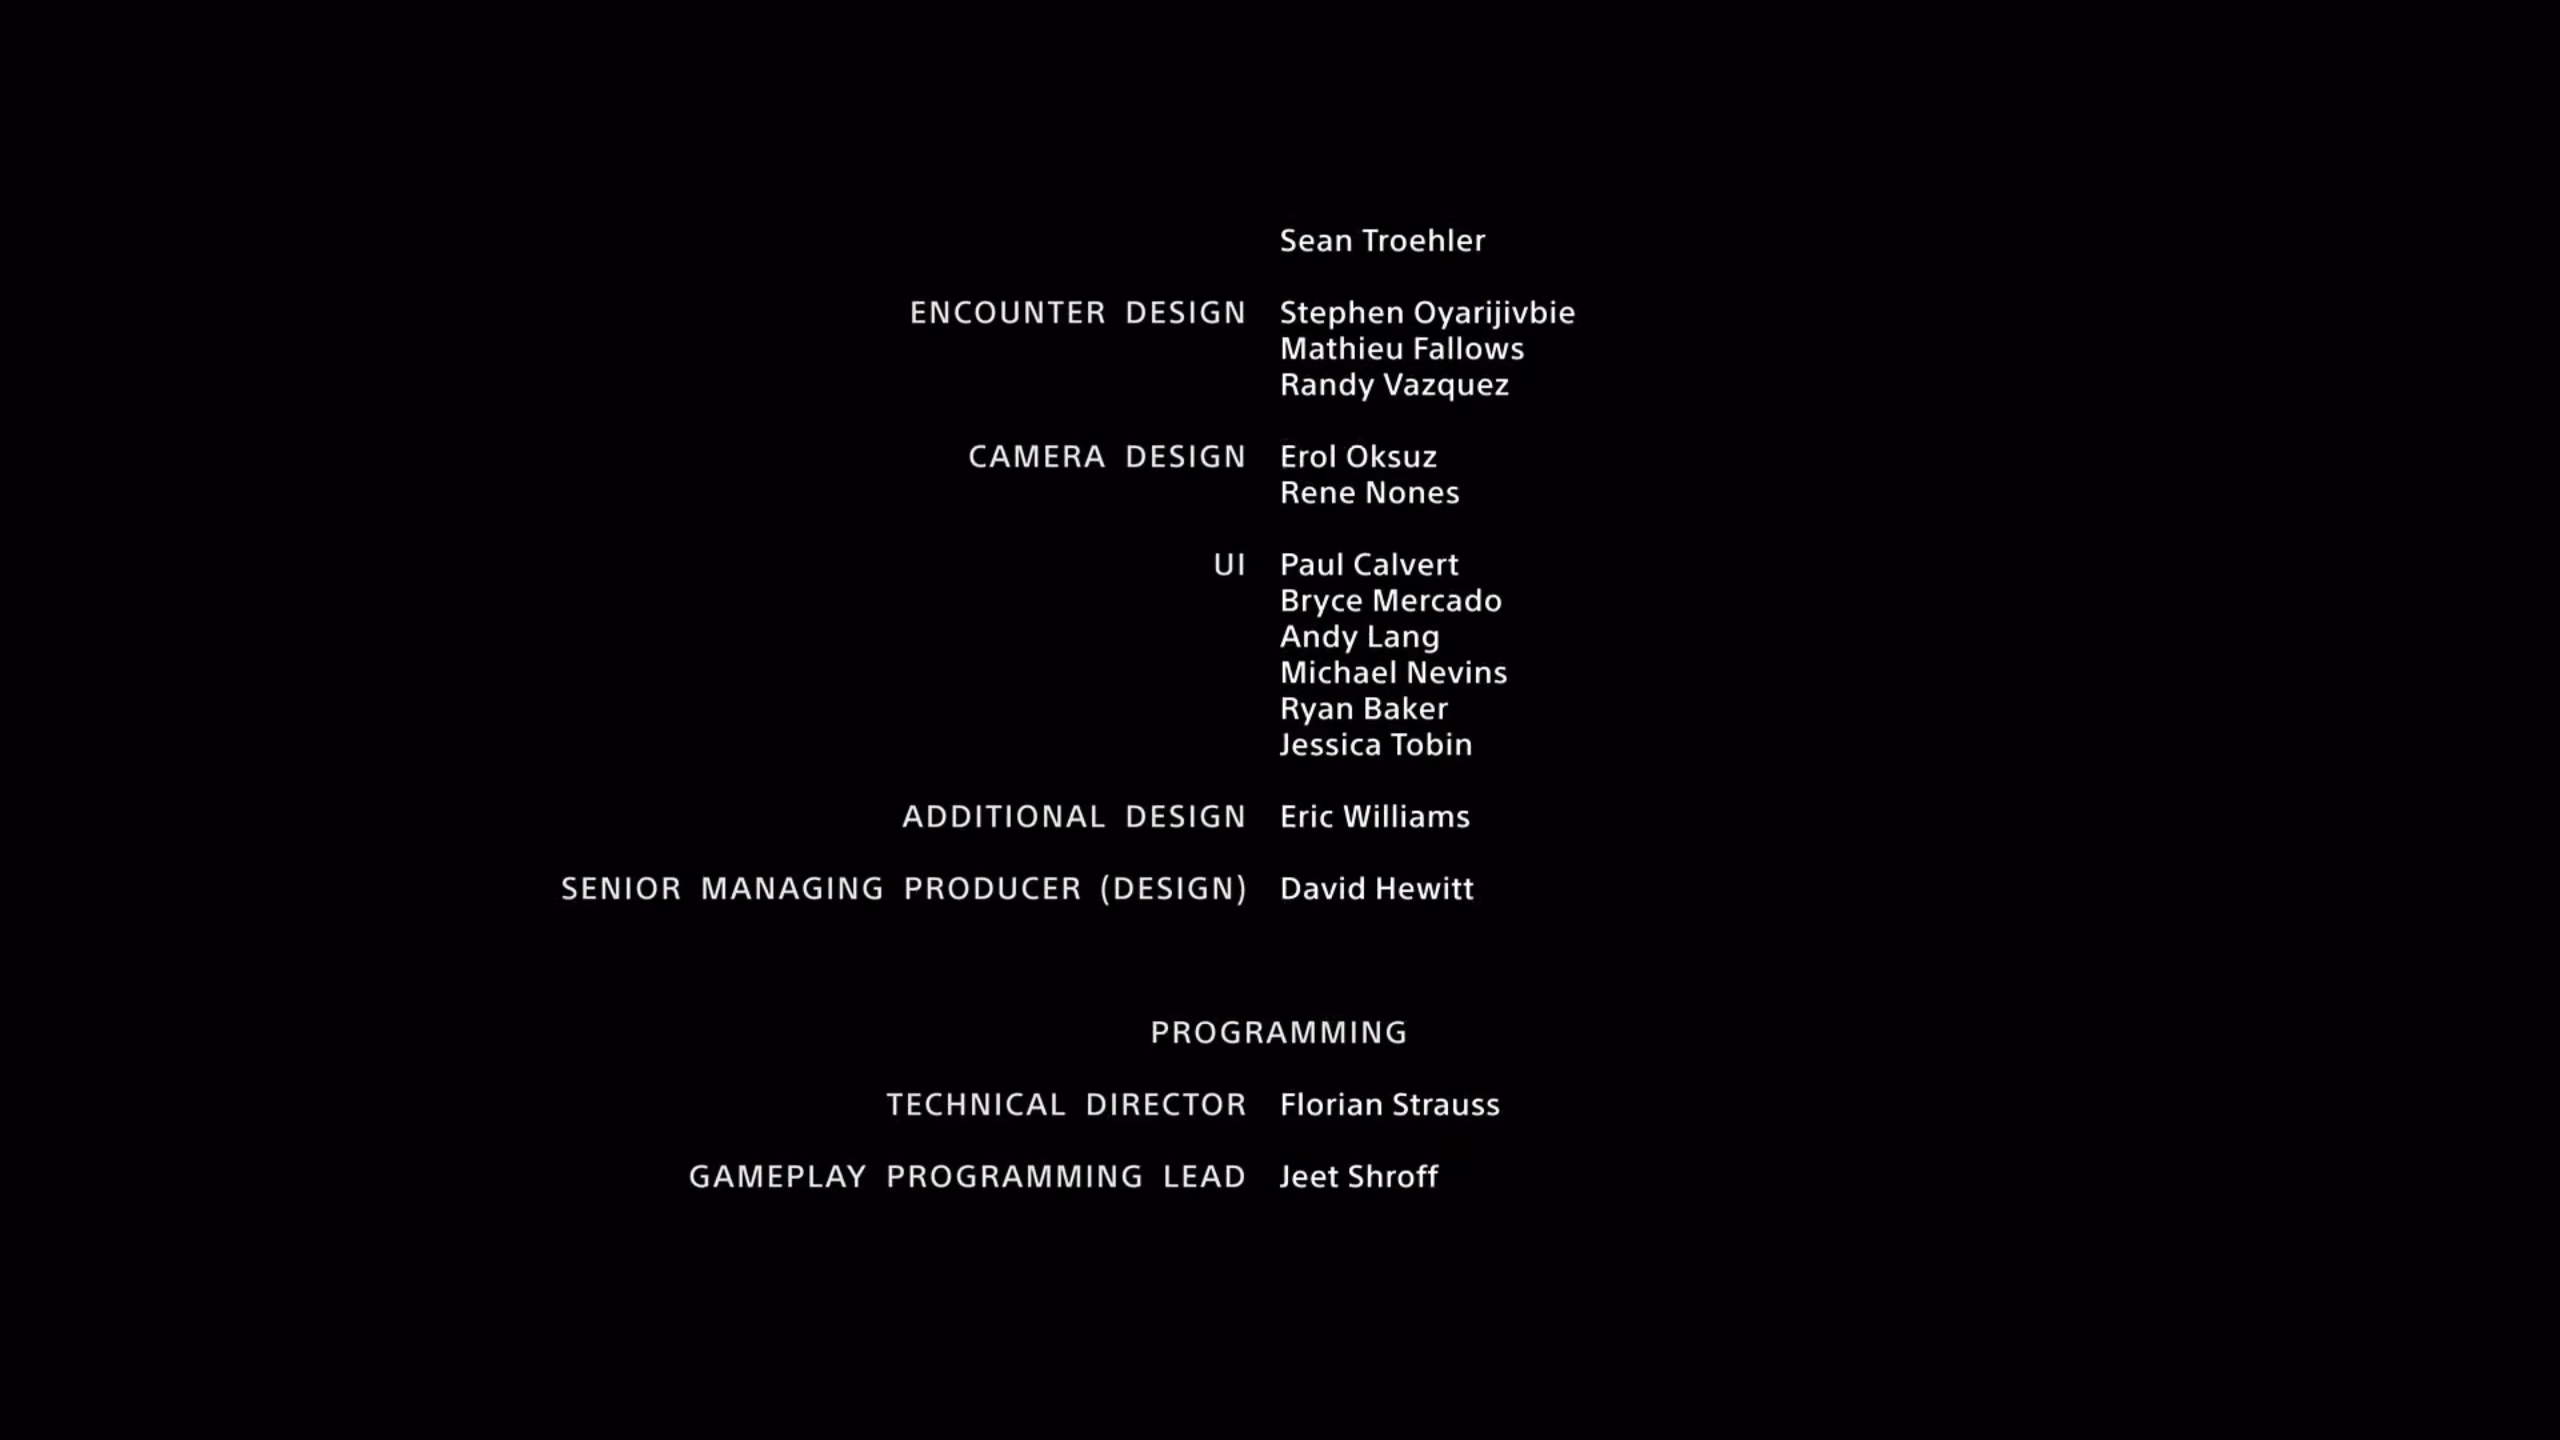 Sean Troehler
ENCOUNTER DESIGN Stephen Oyarijivbie
Mathieu Fallows
Randy Vazquez
CAMERA DESIGN Erol Oksuz
Rene Nones
UI Paul Calvert
Bryce Mercado
Andy Lang
Michael Nevins
Ryan Baker
Jessica Tobin
ADDITIONAL DESIGN Eric Williams
SENIOR MANAGING PRODUCER (DESIGN) David Hewitt
PROGRAMMING
TECHNICAL DIRECTOR Florian Strauss
GAMEPLAY PROGRAMMING LEAD Jeet Shroff